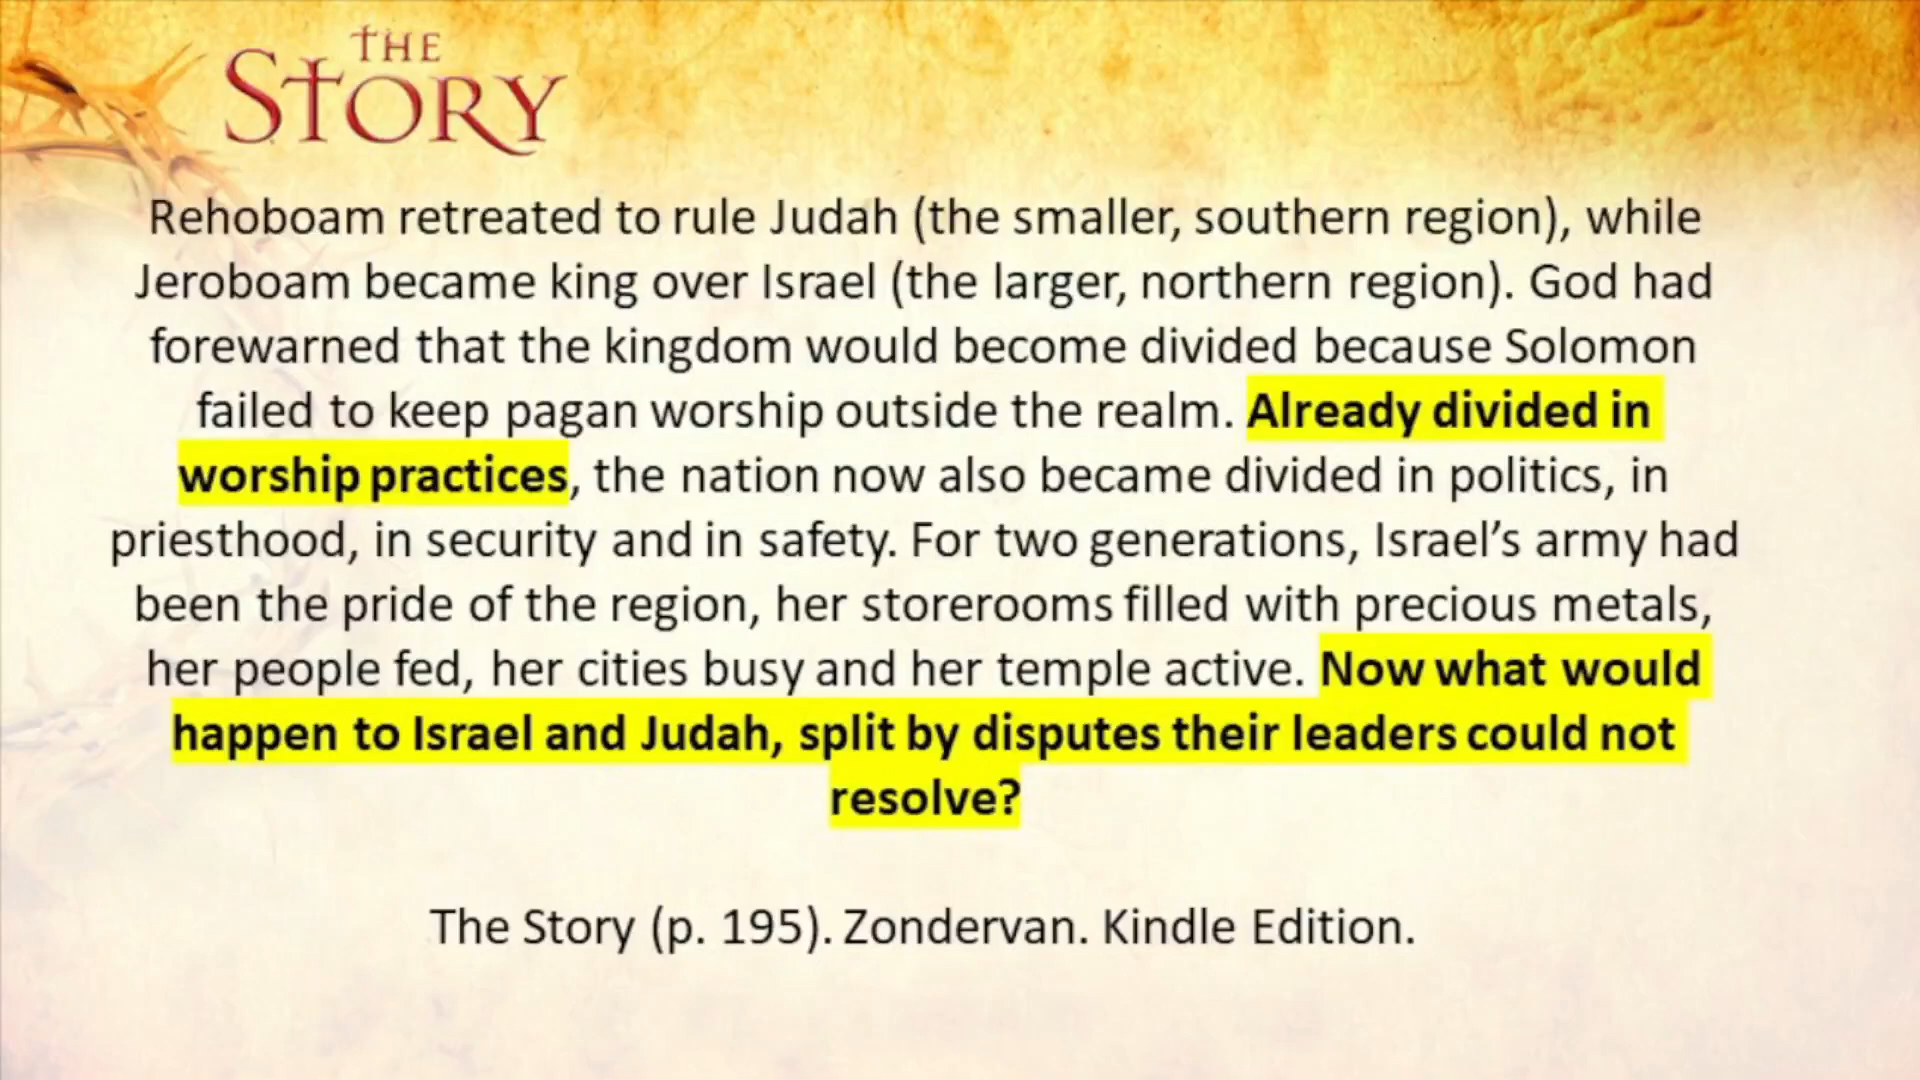 THE
STORY
Rehoboam retreated to rule Judah (the smaller, southern region), while
Jeroboam became king over Israel (the larger, northern region). God had
forewarned that the kingdom would become divided because Solomon
failed to keep pagan worship outside the realm. Already divided in
worship practices, the nation now also became divided in politics, in
priesthood, in security and in safety. For two generations, Israel’s army had
been the pride of the region, her storerooms filled with precious metals,
her people fed, her cities busy and her temple active. Now what would
happen to Israel and Judah, split by disputes their leaders could not
resolve?
The Story (p. 195). Zondervan. Kindle Edition.